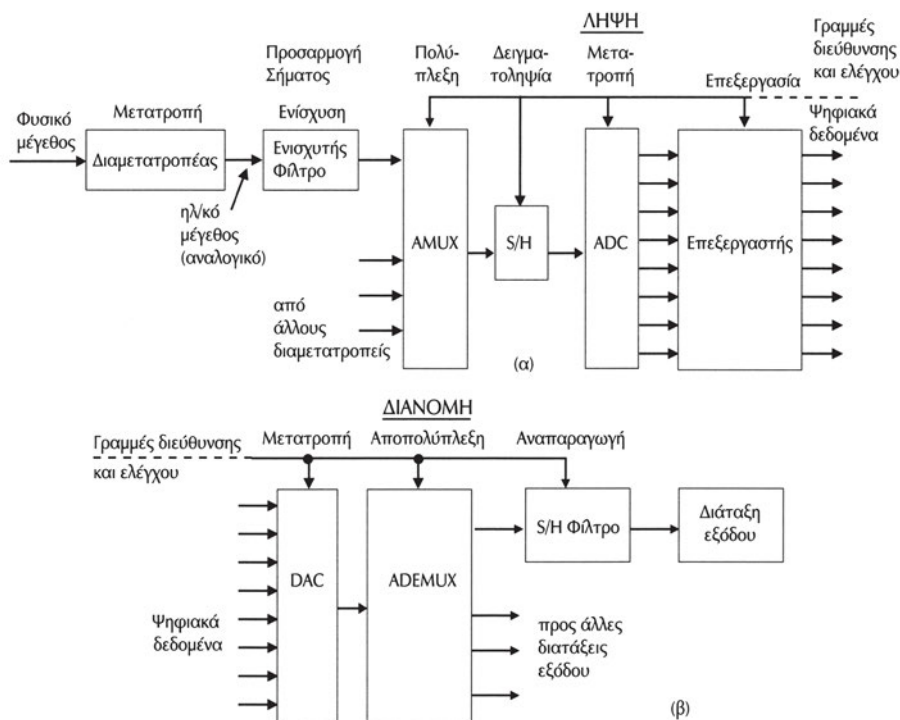 ΛΗΨΗ
Γραμμές
διεύθυνσης
και ελέγχου
Προσαρμογή
Σήματος
Πολύ-
πλεξη
Δειγμα-
τοληψία
Μετα-
τροπή
Επεξεργασία
Φυσικό
μέγεθος
Μετατροπή
Ενίσχυση
Ψηφιακά
δεδομένα
Διαμετατροπέας
Ενισχυτής
Φίλτρο
ηλ/κό
μέγεθος
(αναλογικό)
AMUX
S/H
ADC
Επεξεργαστής
από
άλλους
διαμετατροπείς
(α)
ΔΙΑΝΟΜΗ
Γραμμές διεύθυνσης
και ελέγχου
Μετατροπή
Αποπολύπλεξη
Αναπαραγωγή
S/H Φίλτρο
Διάταξη
εξόδου
DAC
ADEMUX
Ψηφιακά
δεδομένα
προς άλλες
διατάξεις
εξόδου
(β)